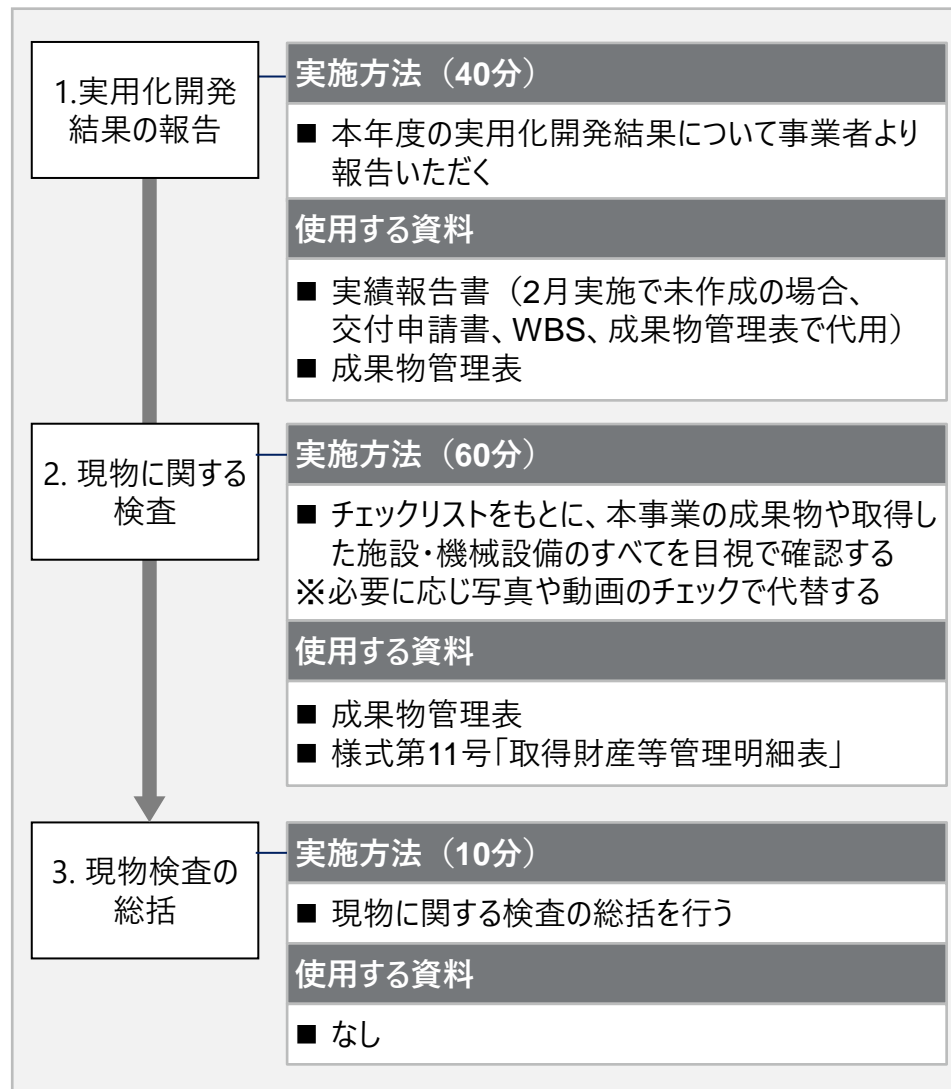 1.実用化開発
結果の報告
実施方法（40分）
■ 本年度の実用化開発結果について事業者より
報告いただく
使用する資料
■ 実績報告書（2月実施で未作成の場合、
交付申請書、WBS、成果物管理表で代用）
■ 成果物管理表
2. 現物に関する
検査
実施方法（60分）
■ チェックリストをもとに、本事業の成果物や取得し
た施設・機械設備のすべてを目視で確認する
※必要に応じ写真や動画のチェックで代替する
使用する資料
■ 成果物管理表
■ 様式第11号「取得財産等管理明細表」
3. 現物検査の
総括
実施方法（10分）
■ 現物に関する検査の総括を行う
使用する資料
■ なし